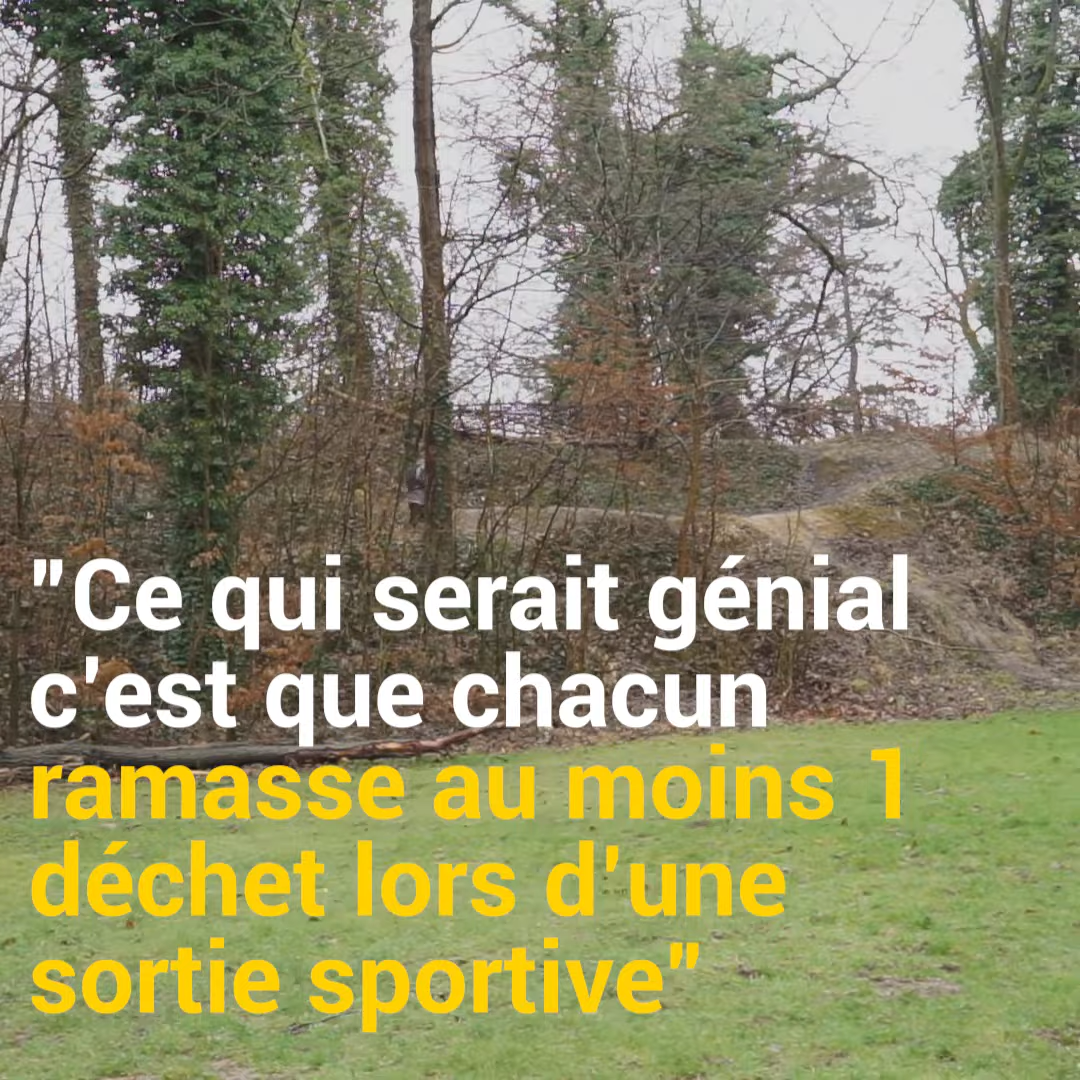 "Ce qui serait génial
c'est que chacun
ramasse au moins 1
déchet lors d'une
sortie sportive"